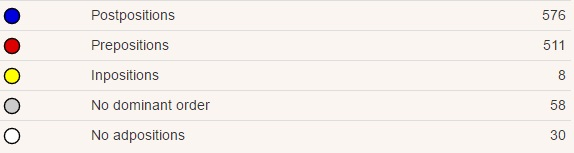 Postpositions 576
Prepositions 511
Inpositions 8
No dominant order 58
No adpositions 30